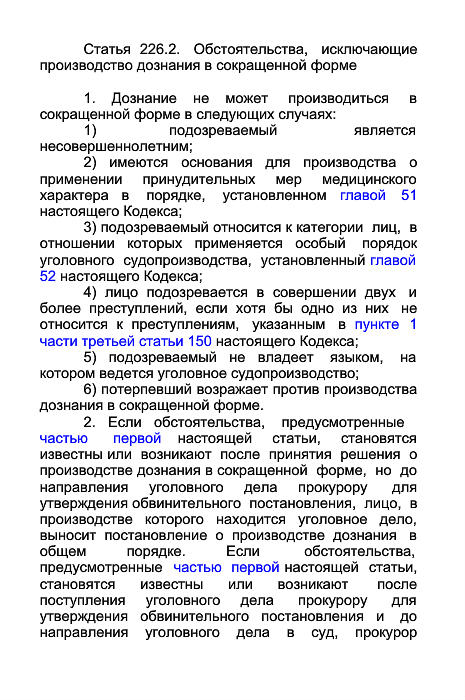 Статья 226.2. Обстоятельства, исключающие
производство дознания в сокращенной форме
1. Дознание не может производиться в
сокращенной форме в следующих случаях:
1) подозреваемый является
несовершеннолетним;
2) имеются основания для производства о
применении принудительных мер медицинского
характера в порядке, установленном главой 51
настоящего Кодекса;
3) подозреваемый относится к категории лиц, в
отношении которых применяется особый порядок
уголовного судопроизводства, установленный главой
52 настоящего Кодекса;
4) лицо подозревается в совершении двух и
более преступлений, если хотя бы одно из них не
относится к преступлениям, указанным в пункте 1
части третьей статьи 150 настоящего Кодекса;
5) подозреваемый не владеет языком, на
котором ведется уголовное судопроизводство;
6) потерпевший возражает против производства
дознания в сокращенной форме.
2. Если обстоятельства, предусмотренные
частью первой настоящей статьи, становятся
известны или возникают после принятия решения о
производстве дознания в сокращенной форме, но до
направления уголовного дела прокурору для
утверждения обвинительного постановления, лицо, в
производстве которого находится уголовное дело,
выносит постановление о производстве дознания в
общем порядке. Если обстоятельства,
предусмотренные частью первой настоящей статьи,
становятся известны или возникают после
поступления уголовного дела прокурору для
утверждения обвинительного постановления и до
направления уголовного дела в суд, прокурор